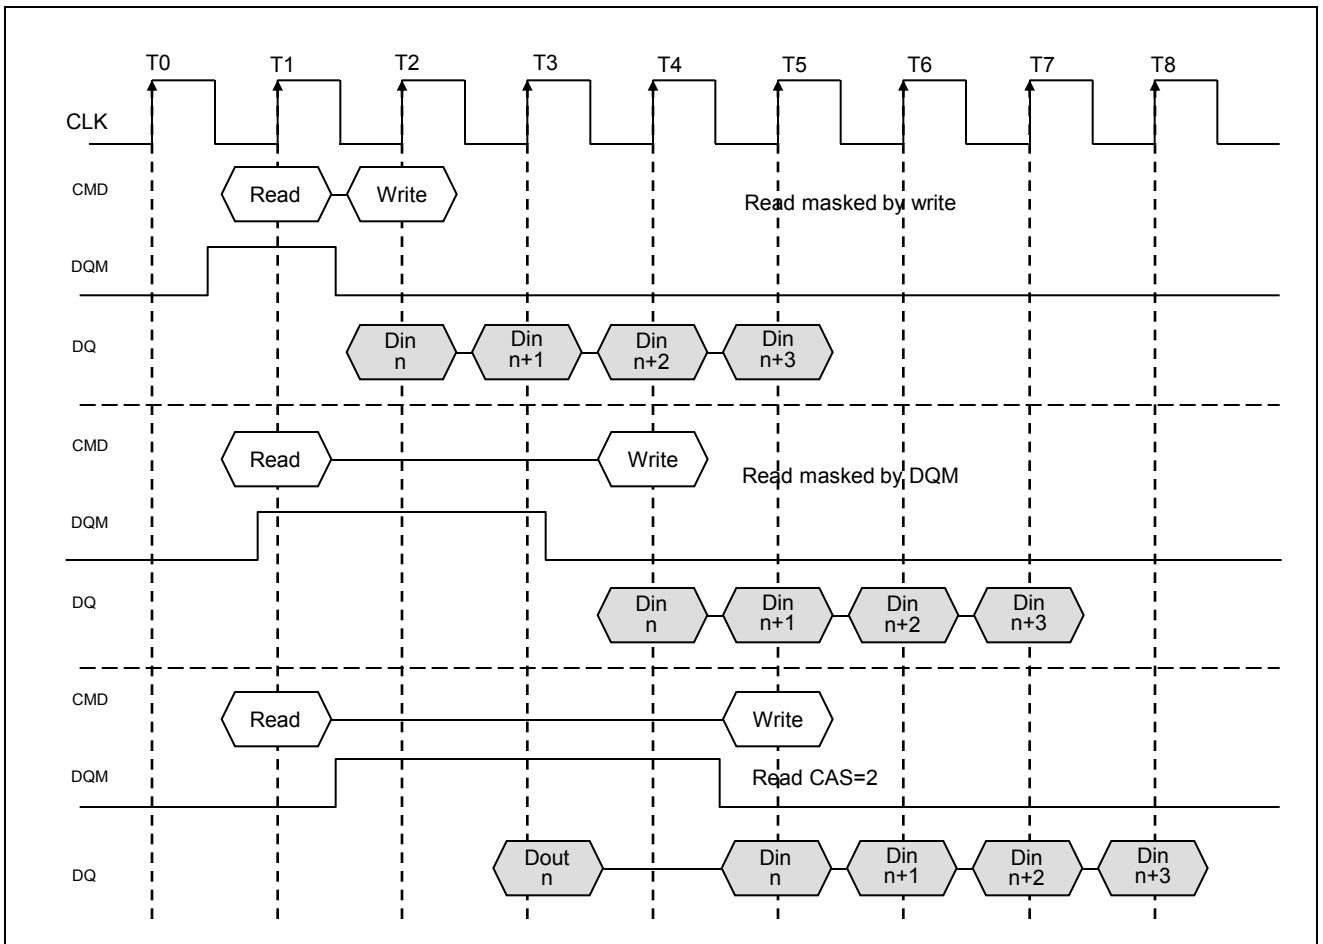 T0 T1 T2 T3 T4 T5 T6 T7 T8
CLK
CMD Read Write Read masked by write
DQM
DQ Din n Din n+1 Din n+2 Din n+3
CMD Read Write Read masked by DQM
DQM
DQ Din n Din n+1 Din n+2 Din n+3
CMD Read Write
DQM Read CAS=2
DQ Dout n Din n Din n+1 Din n+2 Din n+3